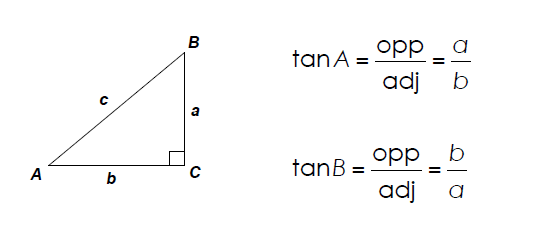 B
c
a
A
b
C
tan A = opp/adj = a/b
tan B = opp/adj = b/a